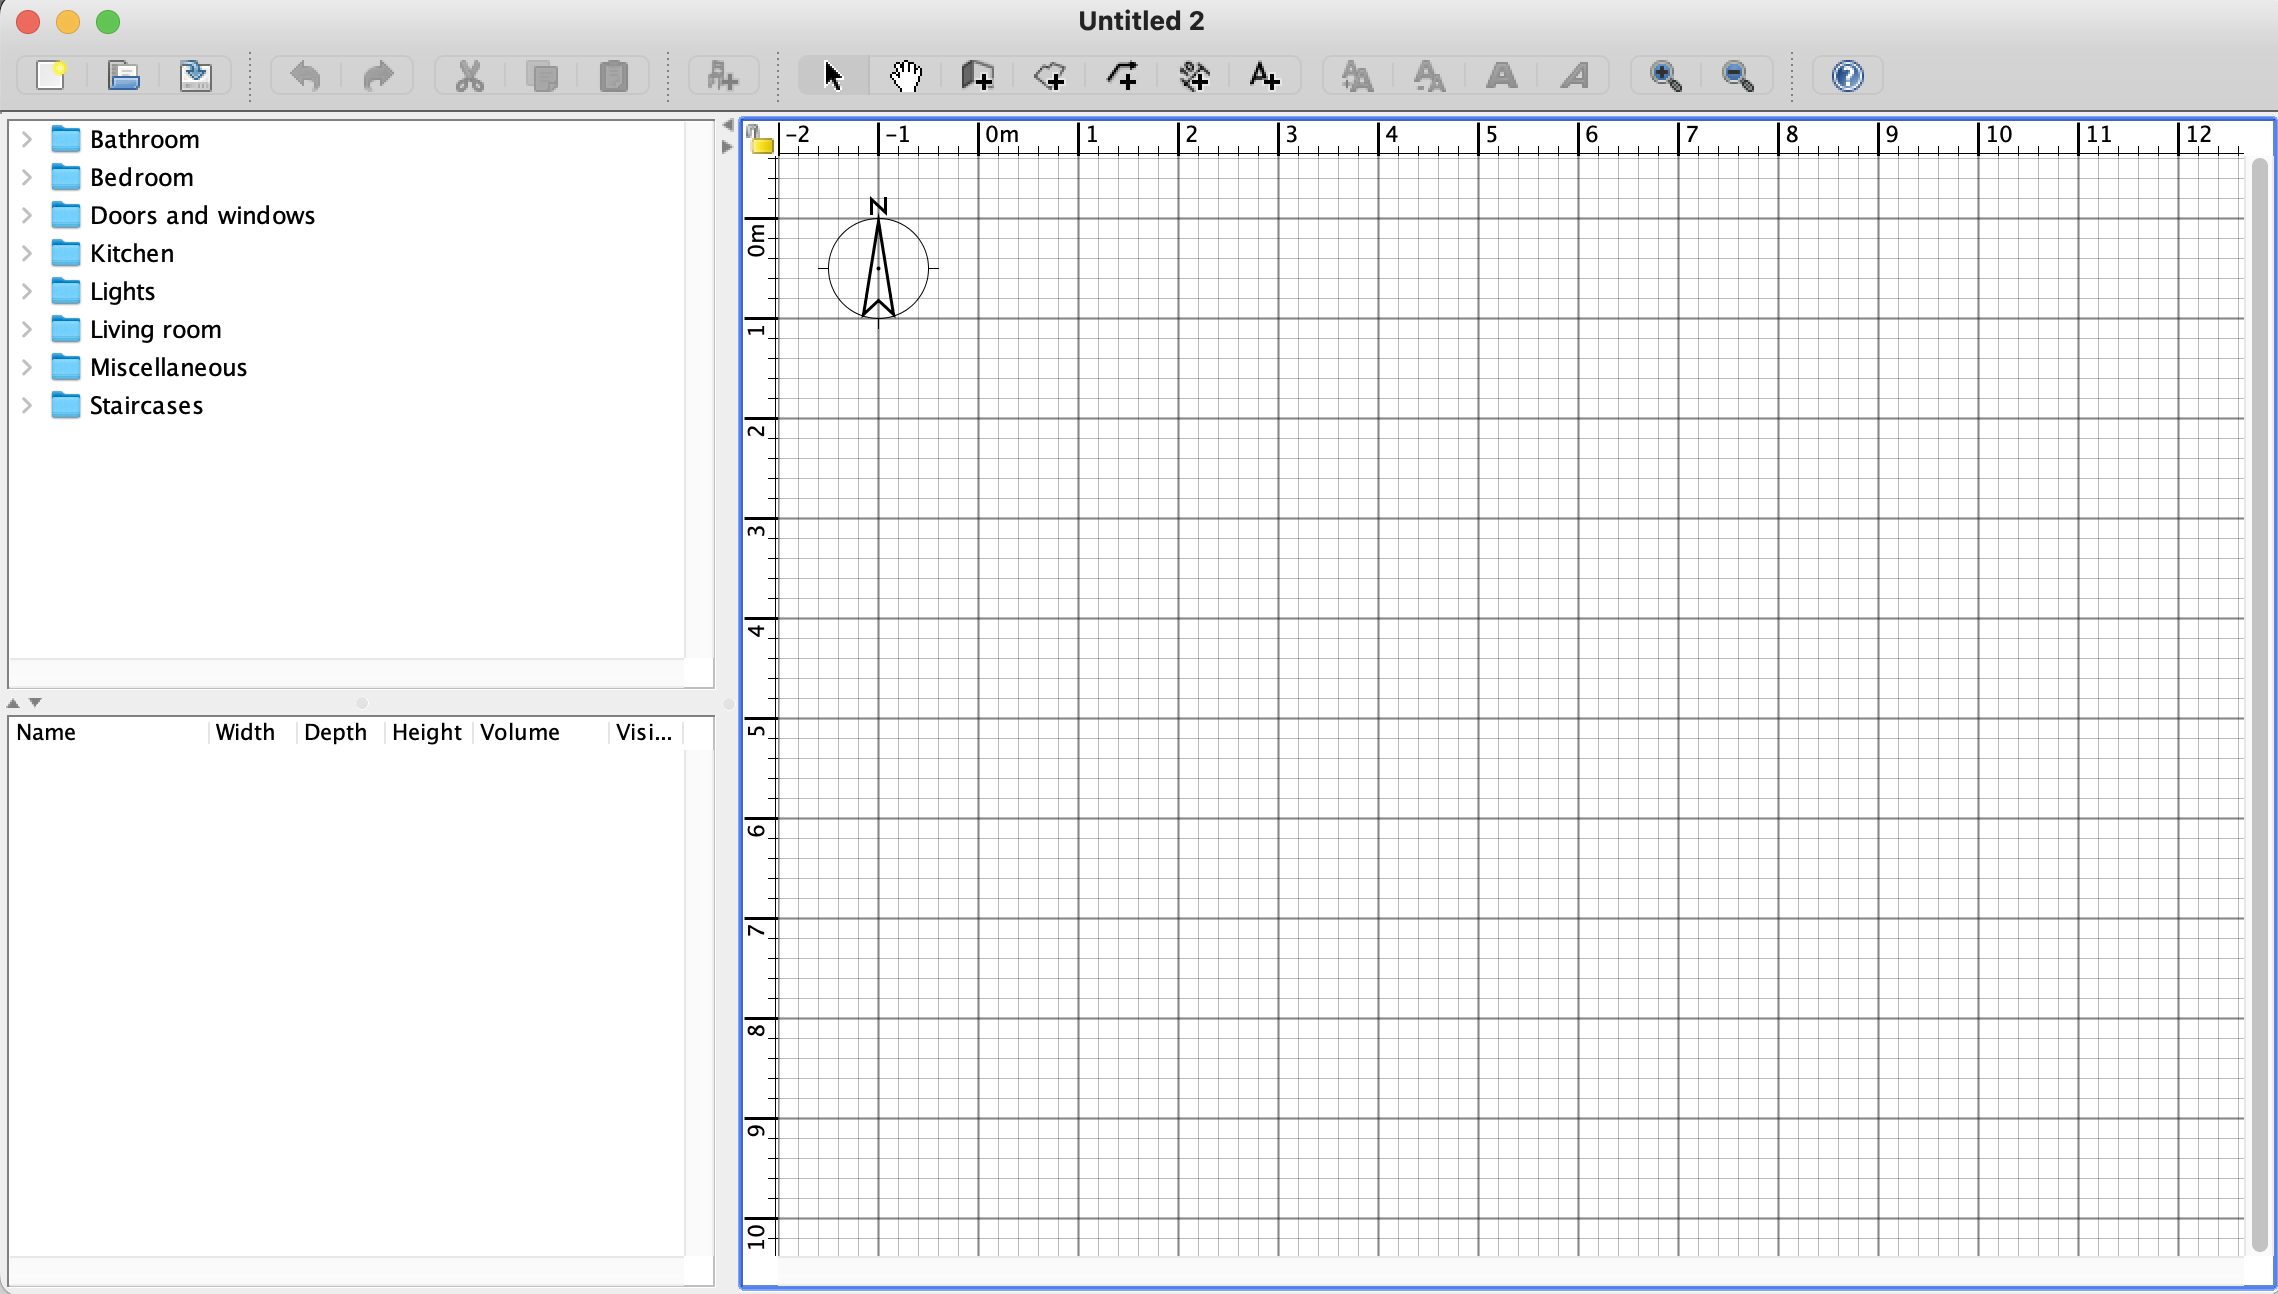 Untitled 2
Bathroom
Bedroom
Doors and windows
Kitchen
Lights
Living room
Miscellaneous
Staircases
Name Width Depth Height Volume Visi...
-2 -1 0m 1 2 3 4 5 6 7 8 9 10 11 12
N
0m
1
2
3
4
5
6
7
8
9
10